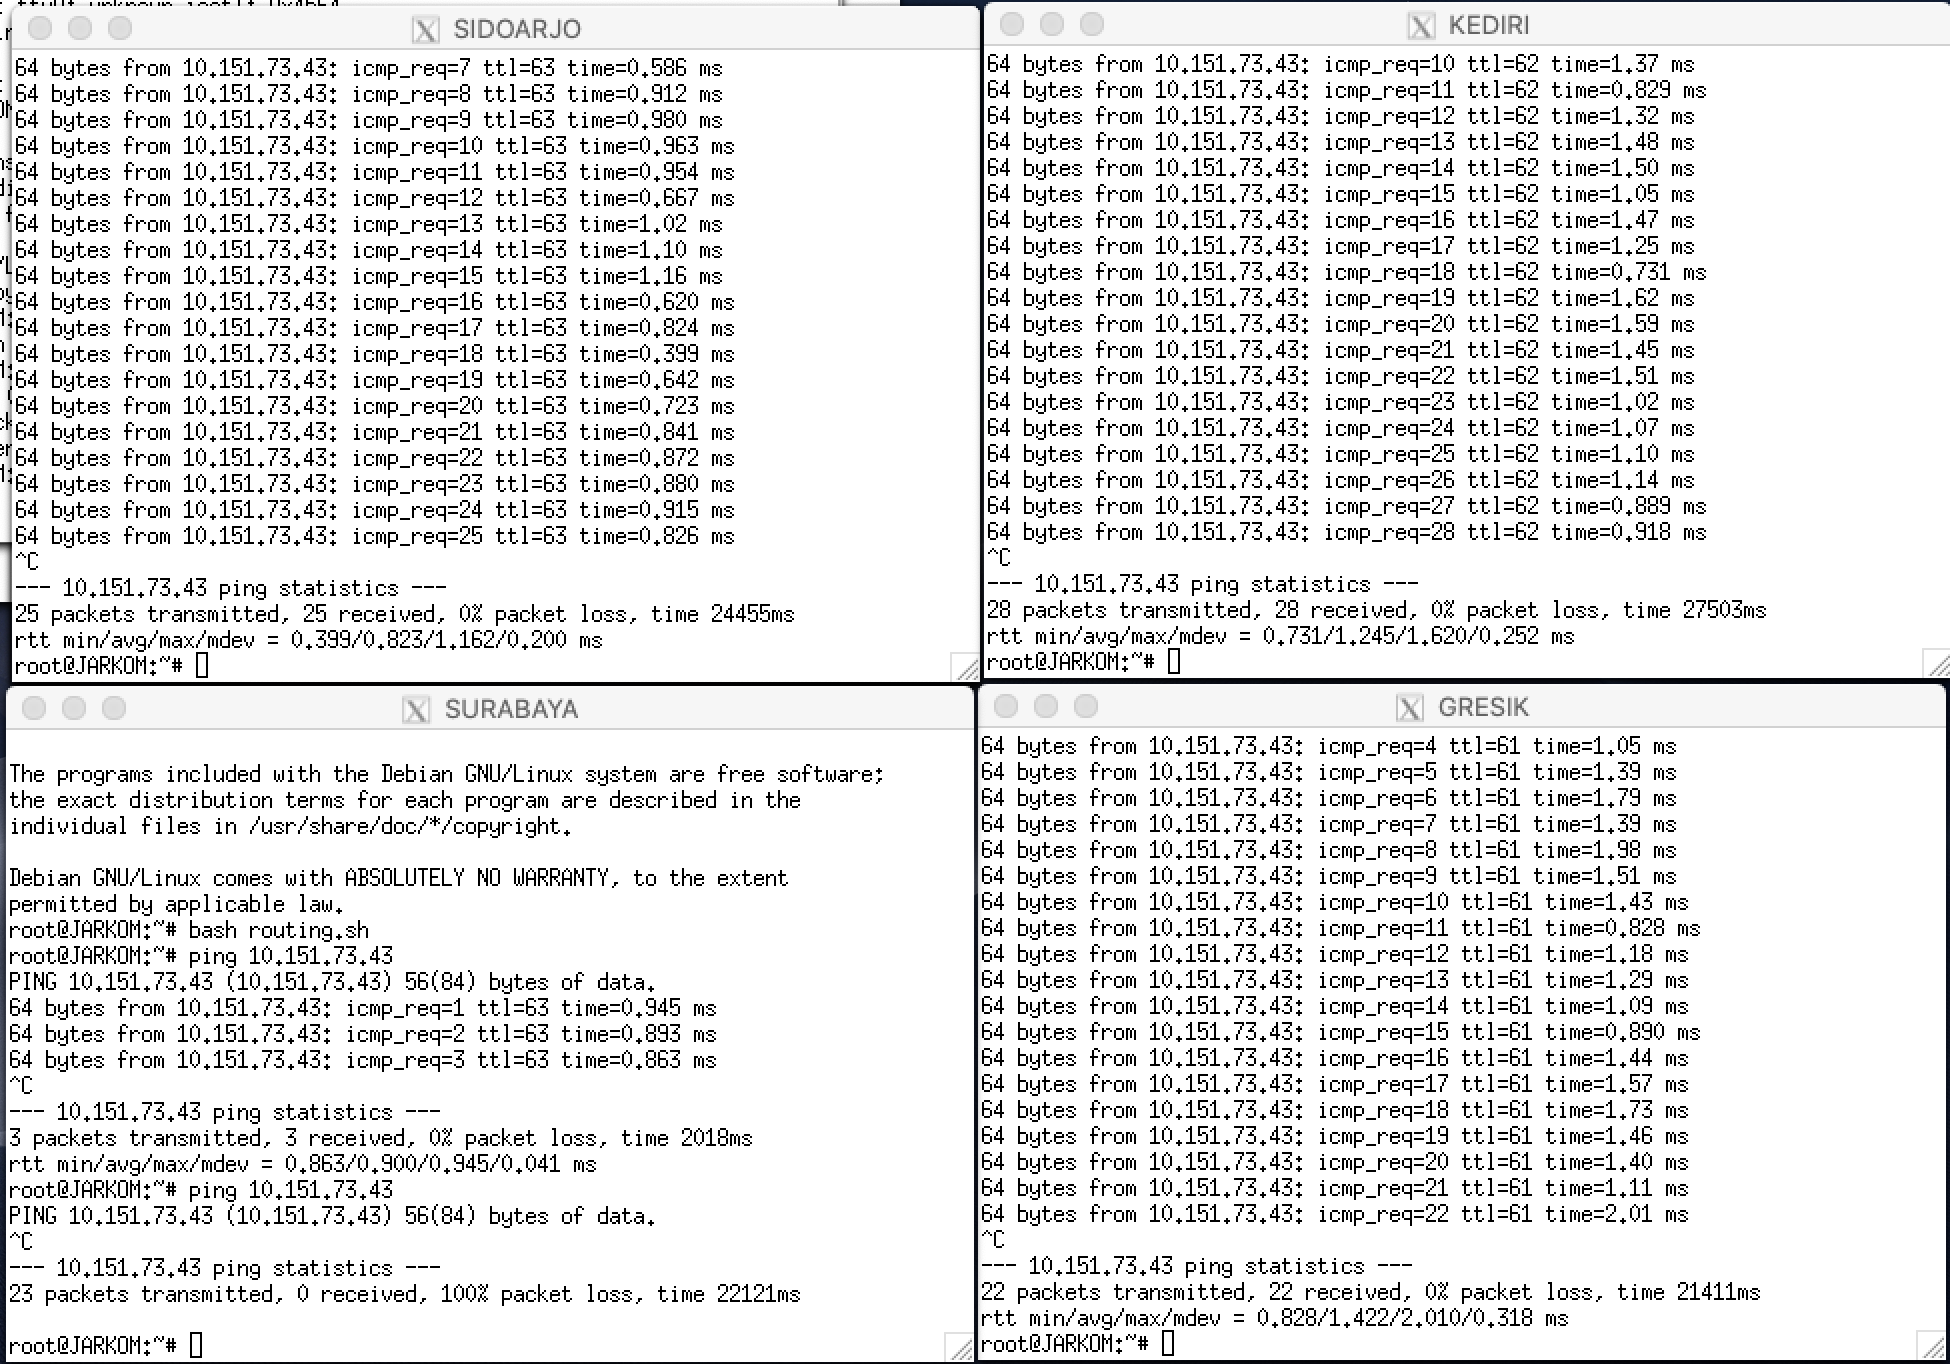 tty0: unknown ioctl: 0x4b64
SIDOARJO
64 bytes from 10.151.73.43: icmp_req=7 ttl=63 time=0.586 ms
64 bytes from 10.151.73.43: icmp_req=8 ttl=63 time=0.912 ms
64 bytes from 10.151.73.43: icmp_req=9 ttl=63 time=0.980 ms
64 bytes from 10.151.73.43: icmp_req=10 ttl=63 time=0.963 ms
64 bytes from 10.151.73.43: icmp_req=11 ttl=63 time=0.954 ms
64 bytes from 10.151.73.43: icmp_req=12 ttl=63 time=0.667 ms
64 bytes from 10.151.73.43: icmp_req=13 ttl=63 time=1.02 ms
64 bytes from 10.151.73.43: icmp_req=14 ttl=63 time=1.10 ms
64 bytes from 10.151.73.43: icmp_req=15 ttl=63 time=1.16 ms
64 bytes from 10.151.73.43: icmp_req=16 ttl=63 time=0.620 ms
64 bytes from 10.151.73.43: icmp_req=17 ttl=63 time=0.824 ms
64 bytes from 10.151.73.43: icmp_req=18 ttl=63 time=0.399 ms
64 bytes from 10.151.73.43: icmp_req=19 ttl=63 time=0.642 ms
64 bytes from 10.151.73.43: icmp_req=20 ttl=63 time=0.723 ms
64 bytes from 10.151.73.43: icmp_req=21 ttl=63 time=0.841 ms
64 bytes from 10.151.73.43: icmp_req=22 ttl=63 time=0.872 ms
64 bytes from 10.151.73.43: icmp_req=23 ttl=63 time=0.880 ms
64 bytes from 10.151.73.43: icmp_req=24 ttl=63 time=0.915 ms
64 bytes from 10.151.73.43: icmp_req=25 ttl=63 time=0.826 ms
^C
--- 10.151.73.43 ping statistics ---
25 packets transmitted, 25 received, 0% packet loss, time 24455ms
rtt min/avg/max/mdev = 0.399/0.823/1.162/0.200 ms
root@JARKOM:~#
KEDIRI
64 bytes from 10.151.73.43: icmp_req=10 ttl=62 time=1.37 ms
64 bytes from 10.151.73.43: icmp_req=11 ttl=62 time=0.829 ms
64 bytes from 10.151.73.43: icmp_req=12 ttl=62 time=1.32 ms
64 bytes from 10.151.73.43: icmp_req=13 ttl=62 time=1.48 ms
64 bytes from 10.151.73.43: icmp_req=14 ttl=62 time=1.50 ms
64 bytes from 10.151.73.43: icmp_req=15 ttl=62 time=1.05 ms
64 bytes from 10.151.73.43: icmp_req=16 ttl=62 time=1.47 ms
64 bytes from 10.151.73.43: icmp_req=17 ttl=62 time=1.25 ms
64 bytes from 10.151.73.43: icmp_req=18 ttl=62 time=0.731 ms
64 bytes from 10.151.73.43: icmp_req=19 ttl=62 time=1.62 ms
64 bytes from 10.151.73.43: icmp_req=20 ttl=62 time=1.59 ms
64 bytes from 10.151.73.43: icmp_req=21 ttl=62 time=1.45 ms
64 bytes from 10.151.73.43: icmp_req=22 ttl=62 time=1.51 ms
64 bytes from 10.151.73.43: icmp_req=23 ttl=62 time=1.02 ms
64 bytes from 10.151.73.43: icmp_req=24 ttl=62 time=1.07 ms
64 bytes from 10.151.73.43: icmp_req=25 ttl=62 time=1.10 ms
64 bytes from 10.151.73.43: icmp_req=26 ttl=62 time=1.14 ms
64 bytes from 10.151.73.43: icmp_req=27 ttl=62 time=0.889 ms
64 bytes from 10.151.73.43: icmp_req=28 ttl=62 time=0.918 ms
^C
--- 10.151.73.43 ping statistics ---
28 packets transmitted, 28 received, 0% packet loss, time 27503ms
rtt min/avg/max/mdev = 0.731/1.245/1.620/0.252 ms
root@JARKOM:~#
SURABAYA
The programs included with the Debian GNU/Linux system are free software;
the exact distribution terms for each program are described in the
individual files in /usr/share/doc/*/copyright.
Debian GNU/Linux comes with ABSOLUTELY NO WARRANTY, to the extent
permitted by applicable law.
root@JARKOM:~# bash routing.sh
root@JARKOM:~# ping 10.151.73.43
PING 10.151.73.43 (10.151.73.43) 56(84) bytes of data.
64 bytes from 10.151.73.43: icmp_req=1 ttl=63 time=0.945 ms
64 bytes from 10.151.73.43: icmp_req=2 ttl=63 time=0.893 ms
64 bytes from 10.151.73.43: icmp_req=3 ttl=63 time=0.863 ms
^C
--- 10.151.73.43 ping statistics ---
3 packets transmitted, 3 received, 0% packet loss, time 2018ms
rtt min/avg/max/mdev = 0.863/0.900/0.945/0.041 ms
root@JARKOM:~# ping 10.151.73.43
PING 10.151.73.43 (10.151.73.43) 56(84) bytes of data.
^C
--- 10.151.73.43 ping statistics ---
23 packets transmitted, 0 received, 100% packet loss, time 22121ms
root@JARKOM:~#
GRESIK
64 bytes from 10.151.73.43: icmp_req=4 ttl=61 time=1.05 ms
64 bytes from 10.151.73.43: icmp_req=5 ttl=61 time=1.39 ms
64 bytes from 10.151.73.43: icmp_req=6 ttl=61 time=1.79 ms
64 bytes from 10.151.73.43: icmp_req=7 ttl=61 time=1.39 ms
64 bytes from 10.151.73.43: icmp_req=8 ttl=61 time=1.98 ms
64 bytes from 10.151.73.43: icmp_req=9 ttl=61 time=1.51 ms
64 bytes from 10.151.73.43: icmp_req=10 ttl=61 time=1.43 ms
64 bytes from 10.151.73.43: icmp_req=11 ttl=61 time=0.828 ms
64 bytes from 10.151.73.43: icmp_req=12 ttl=61 time=1.18 ms
64 bytes from 10.151.73.43: icmp_req=13 ttl=61 time=1.29 ms
64 bytes from 10.151.73.43: icmp_req=14 ttl=61 time=1.09 ms
64 bytes from 10.151.73.43: icmp_req=15 ttl=61 time=0.890 ms
64 bytes from 10.151.73.43: icmp_req=16 ttl=61 time=1.44 ms
64 bytes from 10.151.73.43: icmp_req=17 ttl=61 time=1.57 ms
64 bytes from 10.151.73.43: icmp_req=18 ttl=61 time=1.73 ms
64 bytes from 10.151.73.43: icmp_req=19 ttl=61 time=1.46 ms
64 bytes from 10.151.73.43: icmp_req=20 ttl=61 time=1.40 ms
64 bytes from 10.151.73.43: icmp_req=21 ttl=61 time=1.11 ms
64 bytes from 10.151.73.43: icmp_req=22 ttl=61 time=2.01 ms
^C
--- 10.151.73.43 ping statistics ---
22 packets transmitted, 22 received, 0% packet loss, time 21411ms
rtt min/avg/max/mdev = 0.828/1.422/2.010/0.318 ms
root@JARKOM:~#